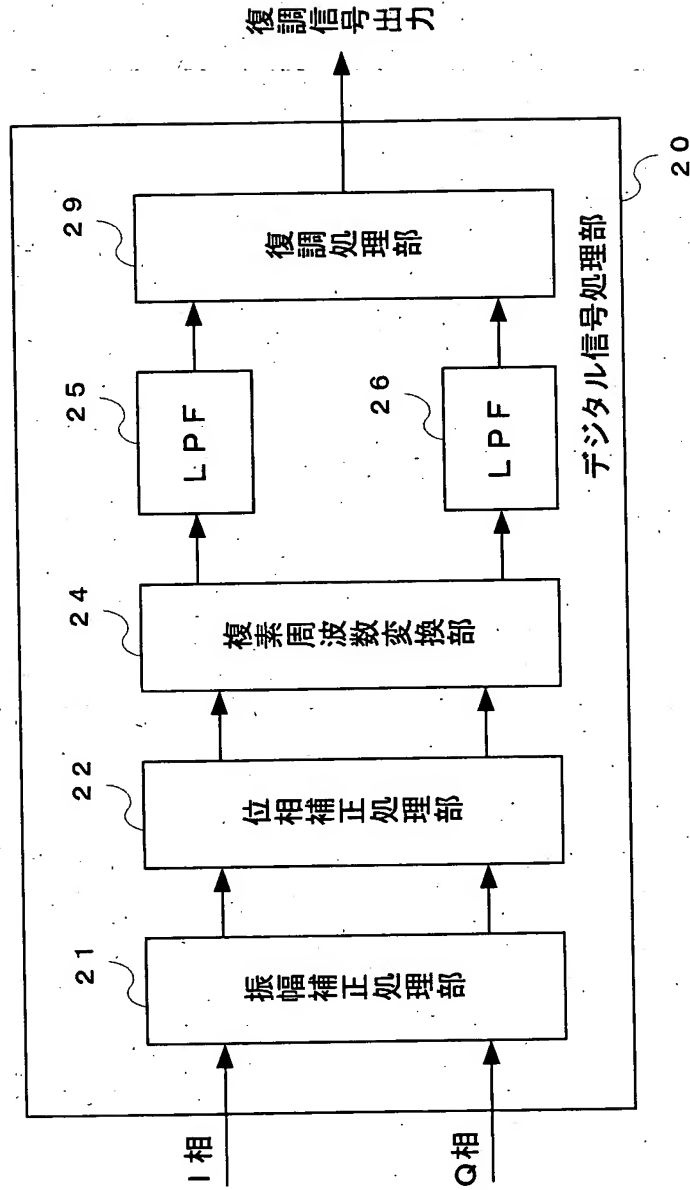 I相
Q相
21
振幅補正処理部
22
位相補正処理部
24
複素周波数変換部
25
LPF
26
LPF
29
復調処理部
復調信号出力
デジタル信号処理部
20